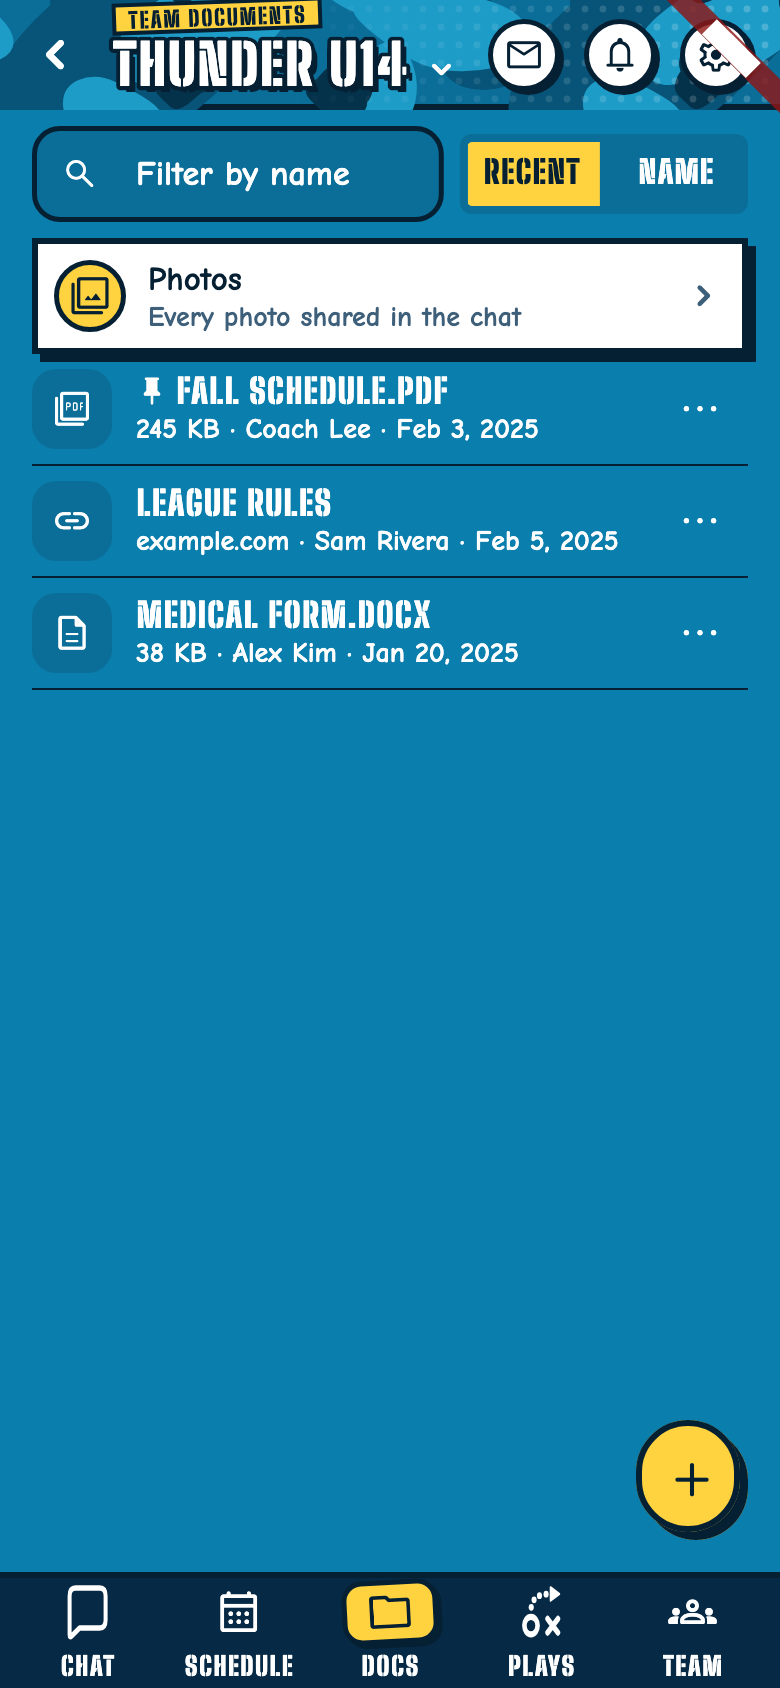 TEAM DOCUMENTS
THUNDER U14
Filter by name
RECENT
NAME
Photos
Every photo shared in the chat
PDF
FALL SCHEDULE.PDF
245 KB · Coach Lee · Feb 3, 2025
LEAGUE RULES
example.com · Sam Rivera · Feb 5, 2025
MEDICAL FORM.DOCX
38 KB · Alex Kim · Jan 20, 2025
CHAT
SCHEDULE
DOCS
PLAYS
TEAM